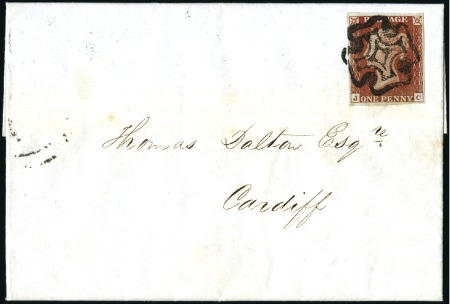 POSTAGE
J C
ONE PENNY
Thomas Dalton Esqre
Cardiff